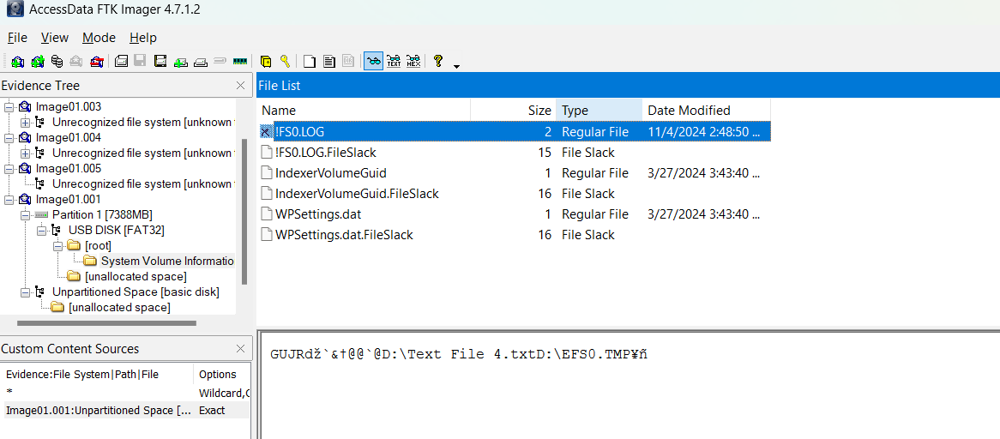 AccessData FTK Imager 4.7.1.2
File View Mode Help
Evidence Tree
Image01.003
Unrecognized file system [unknown
Image01.004
Unrecognized file system [unknown
Image01.005
Unrecognized file system [unknown
Image01.001
Partition 1 [7388MB]
USB DISK [FAT32]
[root]
System Volume Informatio
[unallocated space]
Unpartitioned Space [basic disk]
[unallocated space]
Custom Content Sources
Evidence:File System|Path|File Options
* Wildcard,C
Image01.001:Unpartitioned Space [... Exact
File List
Name Size Type Date Modified
!FS0.LOG 2 Regular File 11/4/2024 2:48:50 ...
!FS0.LOG.FileSlack 15 File Slack
IndexerVolumeGuid 1 Regular File 3/27/2024 3:43:40 ...
IndexerVolumeGuid.FileSlack 16 File Slack
WPSettings.dat 1 Regular File 3/27/2024 3:43:40 ...
WPSettings.dat.FileSlack 16 File Slack
GUJRdž`&†@@`@D:\Text File 4.txtD:\EFS0.TMP¥ñ